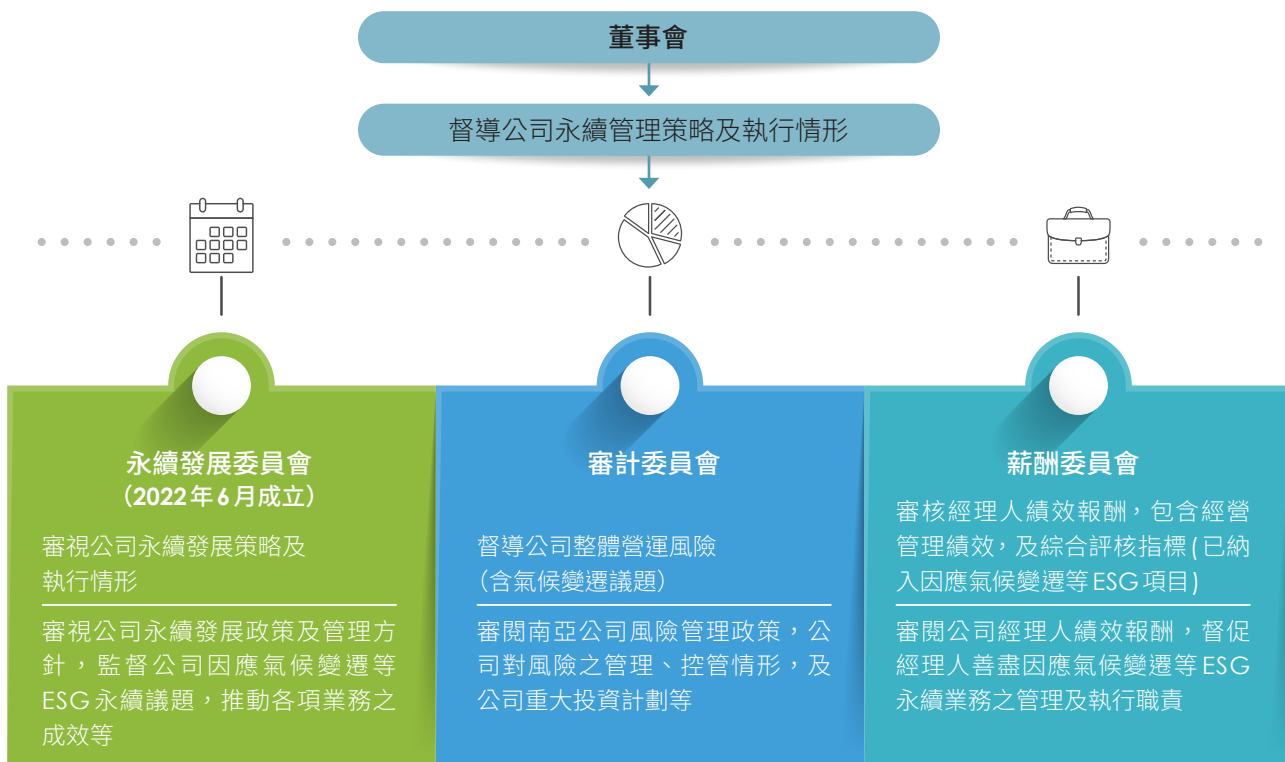 董事會
督導公司永續管理策略及執行情形
永續發展委員會
（2022年6月成立）
審視公司永續發展策略及
執行情形
審視公司永續發展政策及管理方
針，監督公司因應氣候變遷等
ESG永續議題，推動各項業務之
成效等
審計委員會
督導公司整體營運風險
（含氣候變遷議題）
審閱南亞公司風險管理政策，公
司對風險之管理、控管情形，及
公司重大投資計劃等
薪酬委員會
審核經理人績效報酬，包含經營
管理績效，及綜合評核指標(已納
入因應氣候變遷等ESG項目)
審閱公司經理人績效報酬，督促
經理人善盡因應氣候變遷等ESG
永續業務之管理及執行職責